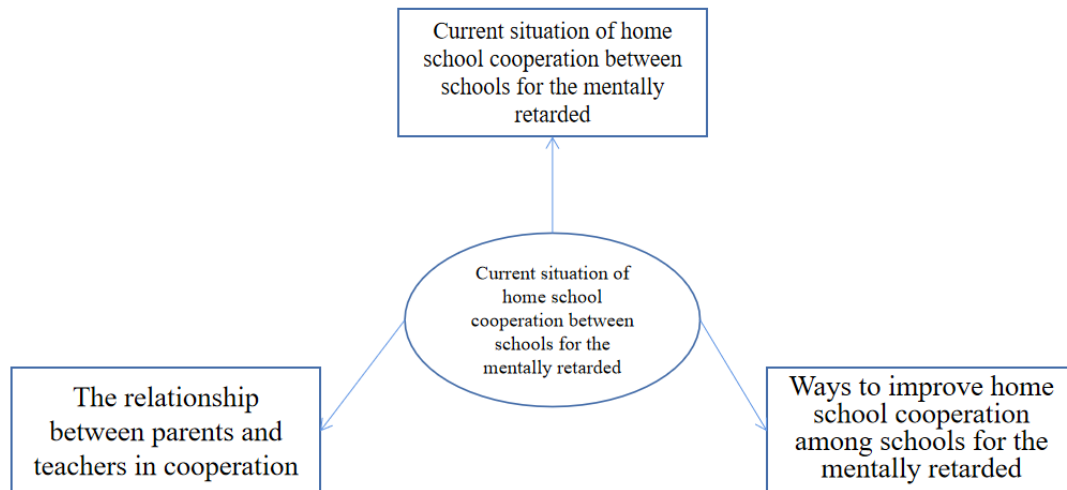 Current situation of home
school cooperation between
schools for the mentally
retarded
Current situation of
home school
cooperation between
schools for the
mentally retarded
The relationship
between parents and
teachers in cooperation
Ways to improve home
school cooperation
among schools for the
mentally retarded